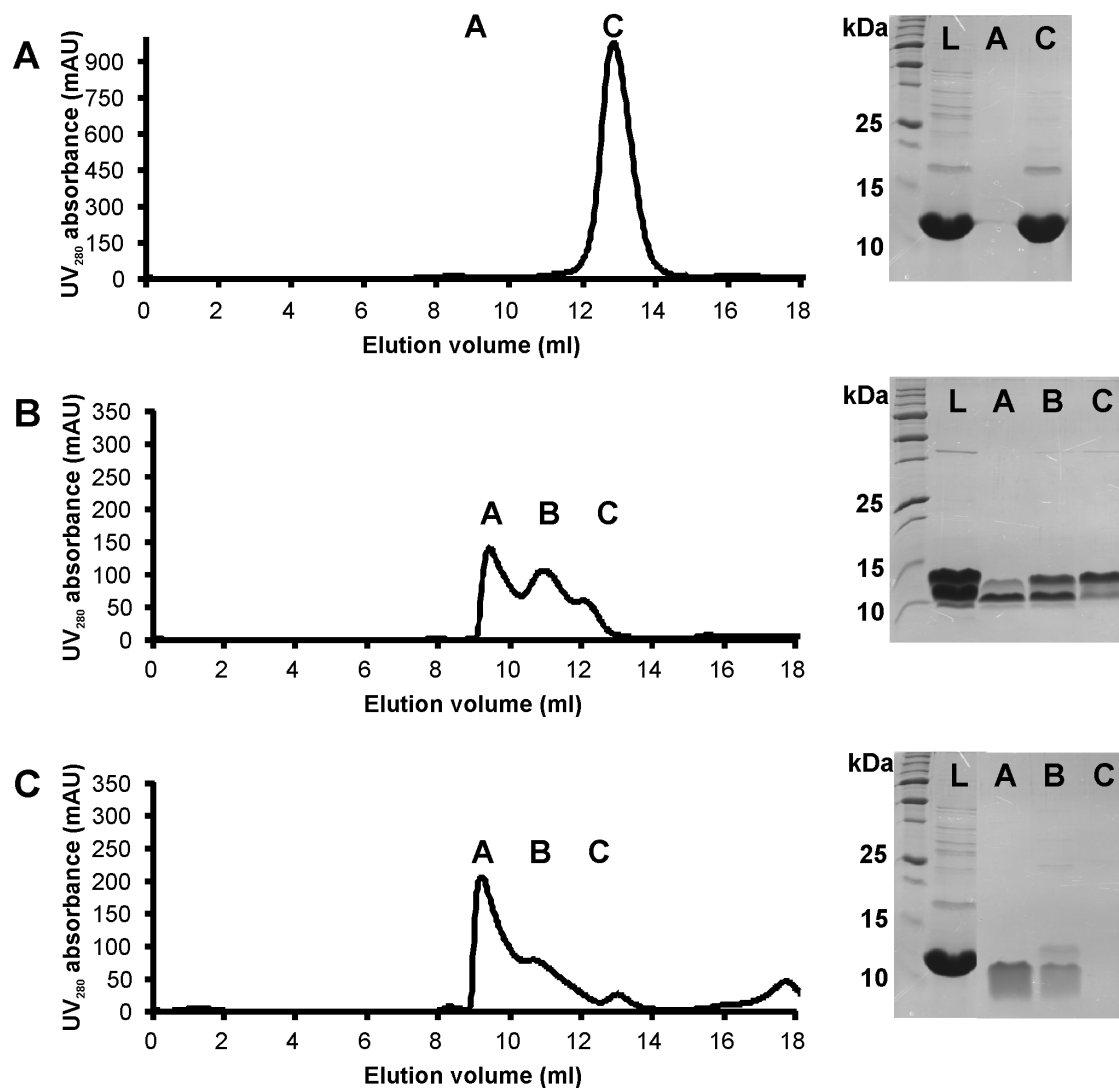 A
UV280 absorbance (mAU)
900
750
600
450
300
150
0
A C
0 2 4 6 8 10 12 14 16 18
Elution volume (ml)
kDa L A C
25
15
10
B
UV280 absorbance (mAU)
350
300
250
200
150
100
50
0
A B C
0 2 4 6 8 10 12 14 16 18
Elution volume (ml)
kDa L A B C
25
15
10
C
UV280 absorbance (mAU)
350
300
250
200
150
100
50
0
A B C
0 2 4 6 8 10 12 14 16 18
Elution volume (ml)
kDa L A B C
25
15
10